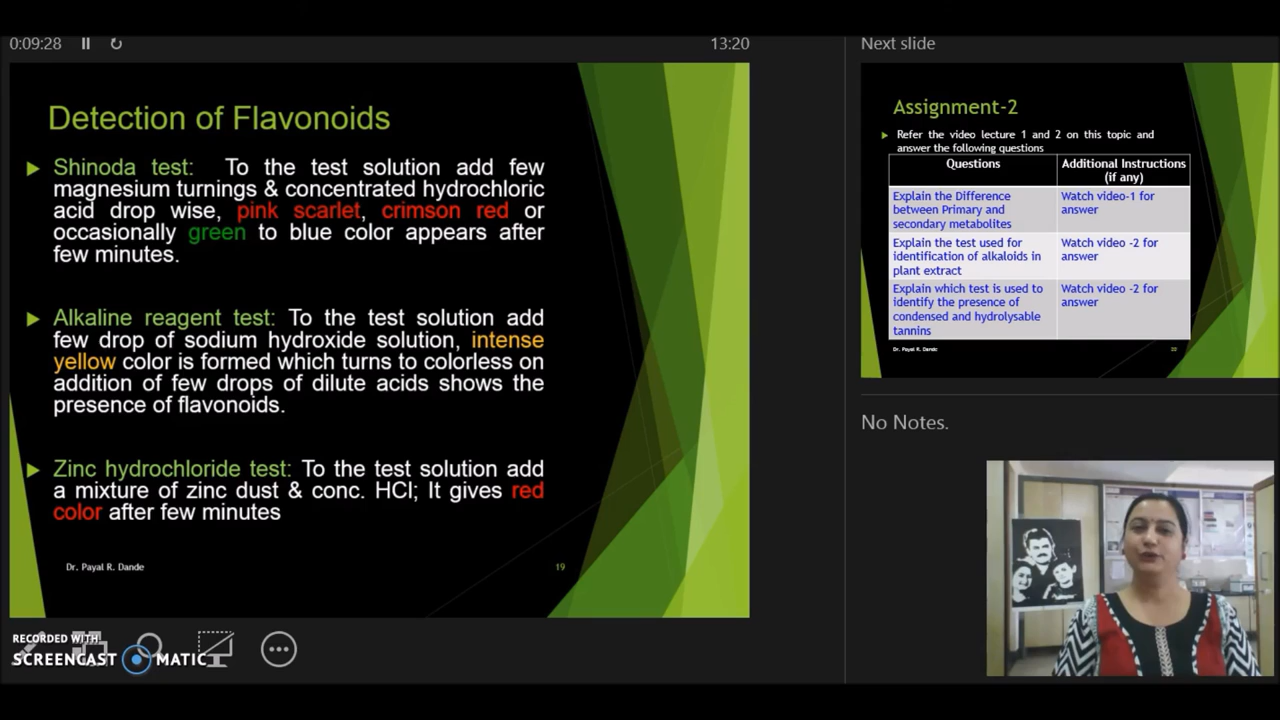 0:09:28
13:20
Next slide
Detection of Flavonoids
Shinoda test: To the test solution add few
magnesium turnings & concentrated hydrochloric
acid drop wise, pink scarlet, crimson red or
occasionally green to blue color appears after
few minutes.
Alkaline reagent test: To the test solution add
few drop of sodium hydroxide solution, intense
yellow color is formed which turns to colorless on
addition of few drops of dilute acids shows the
presence of flavonoids.
Zinc hydrochloride test: To the test solution add
a mixture of zinc dust & conc. HCl; It gives red
color after few minutes
Dr. Payal R. Dande
19
Assignment-2
Refer the video lecture 1 and 2 on this topic and
answer the following questions
Questions
Additional Instructions
(if any)
Explain the Difference
between Primary and
secondary metabolites
Watch video-1 for
answer
Explain the test used for
identification of alkaloids in
plant extract
Watch video -2 for
answer
Explain which test is used to
identify the presence of
condensed and hydrolysable
tannins
Watch video -2 for
answer
Dr. Payal R. Dande
20
No Notes.
RECORDED WITH
SCREENCAST MATIC